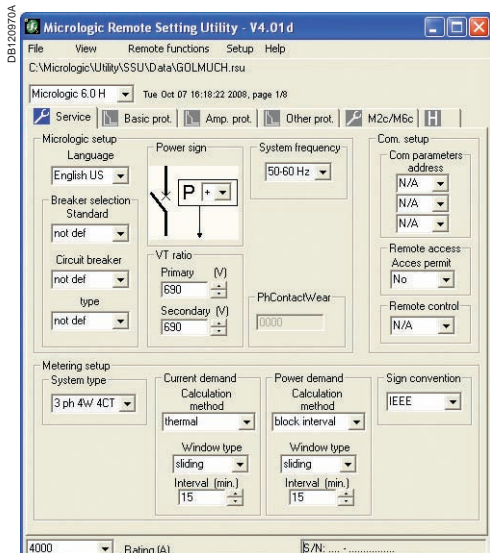 DB120970A
Micrologic Remote Setting Utility - V4.01d
File View Remote functions Setup Help
C:\Micrologic\Utility\SSU\Data\GOLMUCH.rsu
Micrologic 6.0 H Tue Oct 07 16:18:22 2008, page 1/8
Service Basic prot. Amp. prot. Other prot. M2c/M6c H
Micrologic setup
Language
English US
Breaker selection
Standard
not def
Circuit breaker
not def
type
not def
Power sign
P +
VT ratio
Primary (V)
690
Secondary (V)
690
System frequency
50-60 Hz
PhContactWear
0000
Com. setup
Com parameters
address
N/A
N/A
N/A
Remote access
Acces permit
No
Remote control
N/A
Metering setup
System type
3 ph 4W 4CT
Current demand
Calculation
method
thermal
Window type
sliding
Interval (min.)
15
Power demand
Calculation
method
block interval
Window type
sliding
Interval (min.)
15
Sign convention
IEEE
4000 Rating (A) S/N: .... - ................